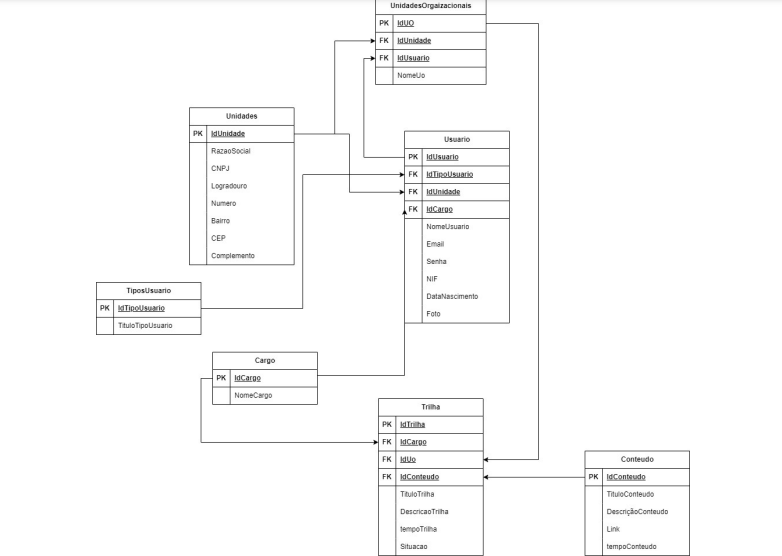 UnidadesOrgaizacionais
PK IdUO
FK IdUnidade
FK IdUsuario
NomeUo
Unidades
PK IdUnidade
RazaoSocial
CNPJ
Logradouro
Numero
Bairro
CEP
Complemento
Usuario
PK IdUsuario
FK IdTipoUsuario
FK IdUnidade
FK IdCargo
NomeUsuario
Email
Senha
NIF
DataNascimento
Foto
TiposUsuario
PK IdTipoUsuario
TituloTipoUsuario
Cargo
PK IdCargo
NomeCargo
Trilha
PK IdTrilha
FK IdCargo
FK IdUo
FK IdConteudo
TituloTrilha
DescricaoTrilha
tempoTrilha
Situacao
Conteudo
PK IdConteudo
TituloConteudo
DescriçãoConteudo
Link
tempoConteudo